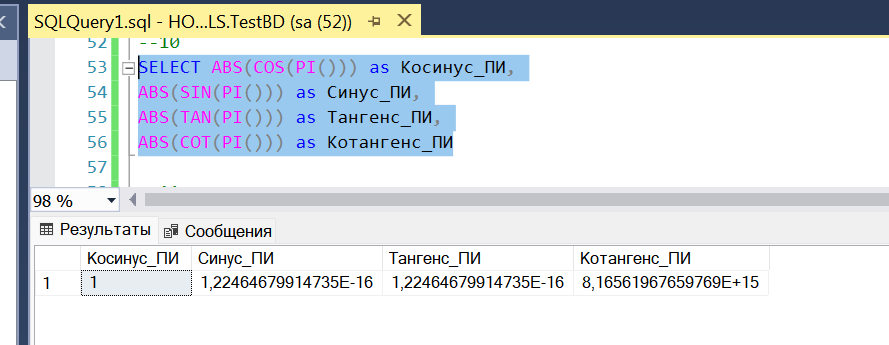 SQLQuery1.sql - HO...LS.TestBD (sa (52))
52 --10
53 SELECT ABS(COS(PI())) as Косинус_ПИ,
54 ABS(SIN(PI())) as Синус_ПИ,
55 ABS(TAN(PI())) as Тангенс_ПИ,
56 ABS(COT(PI())) as Котангенс_ПИ
57
98 %
Результаты Сообщения
Косинус_ПИ Синус_ПИ Тангенс_ПИ Котангенс_ПИ
1 1 1,22464679914735E-16 1,22464679914735E-16 8,16561967659769E+15